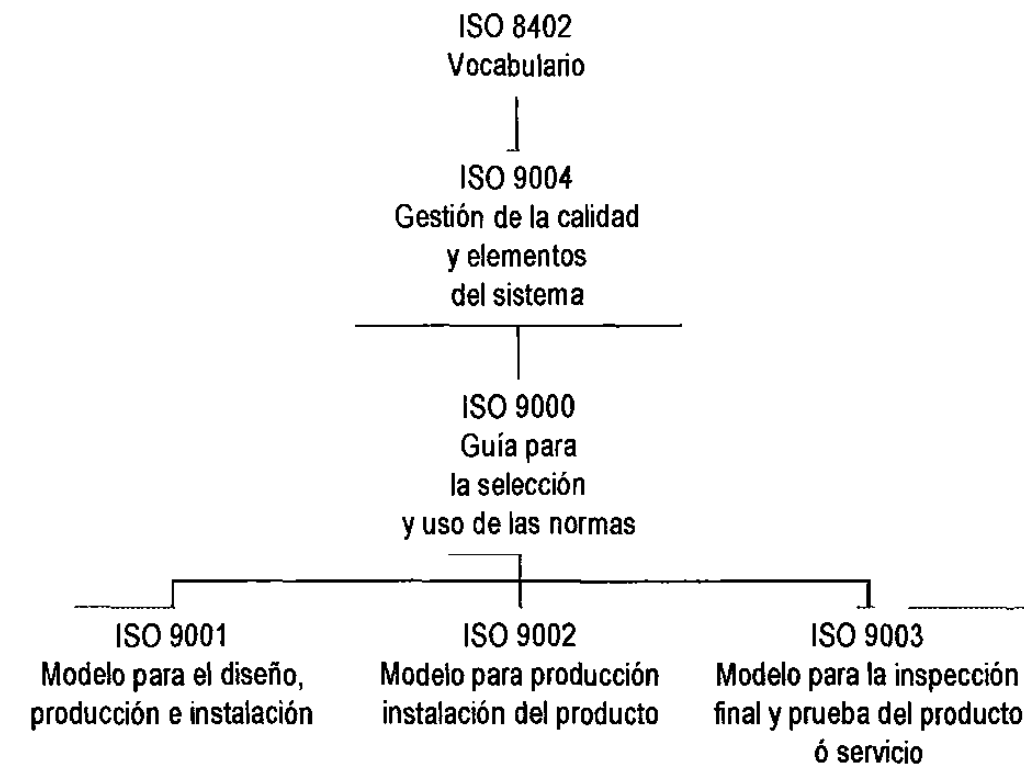 ISO 8402
Vocabulario
ISO 9004
Gestión de la calidad
y elementos
del sistema
ISO 9000
Guía para
la selección
y uso de las normas
ISO 9001
Modelo para el diseño,
producción e instalación
ISO 9002
Modelo para producción
instalación del producto
ISO 9003
Modelo para la inspección
final y prueba del producto
ó servicio